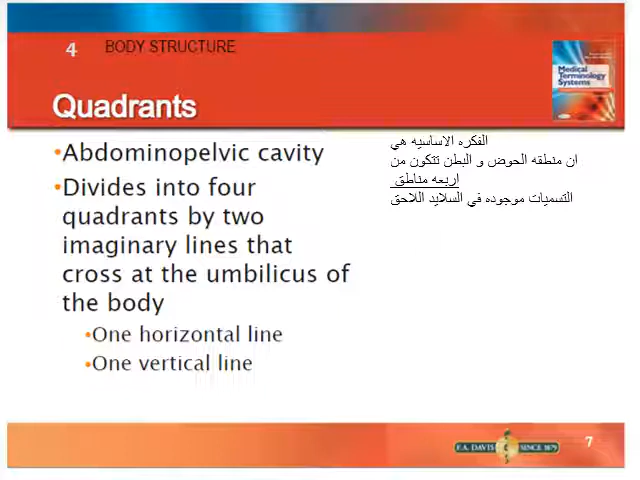 4 BODY STRUCTURE
Medical
Terminology
Systems
Quadrants
•Abdominopelvic cavity
•Divides into four
quadrants by two
imaginary lines that
cross at the umbilicus of
the body
•One horizontal line
•One vertical line
الفكره الاساسيه هي
ان منطقه الحوض و البطن تتكون من
اربعه مناطق
التسميات موجوده في السلايد اللاحق
F.A. DAVIS SINCE 1879
7